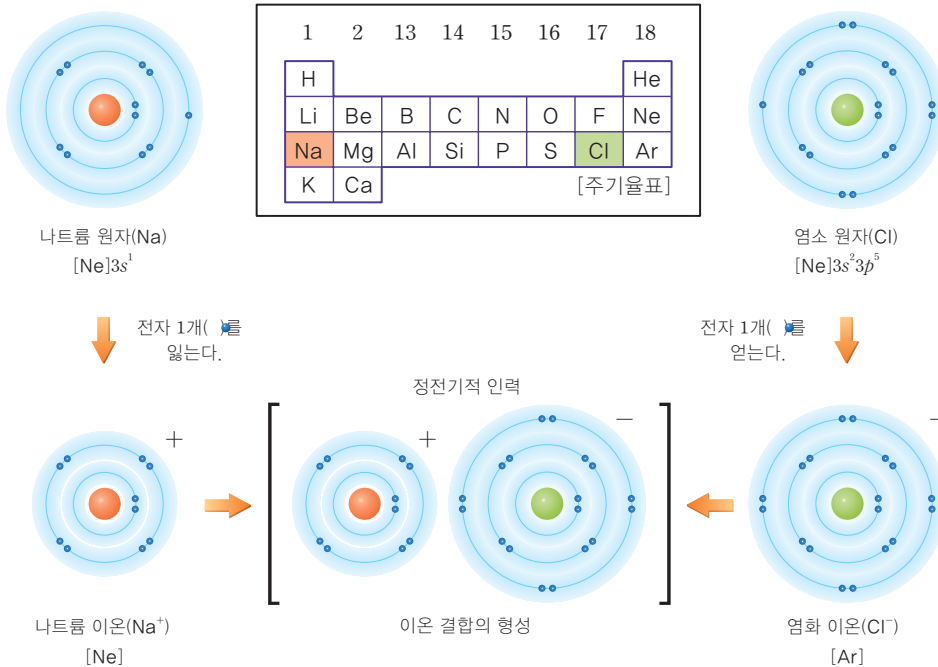 1 2 13 14 15 16 17 18
H He
Li Be B C N O F Ne
Na Mg Al Si P S Cl Ar
K Ca
[주기율표]
나트륨 원자(Na)
[Ne]3s¹
염소 원자(Cl)
[Ne]3s²3p⁵
전자 1개( )를
잃는다.
전자 1개( )를
얻는다.
정전기적 인력
+
+
−
−
나트륨 이온(Na⁺)
[Ne]
이온 결합의 형성
염화 이온(Cl⁻)
[Ar]